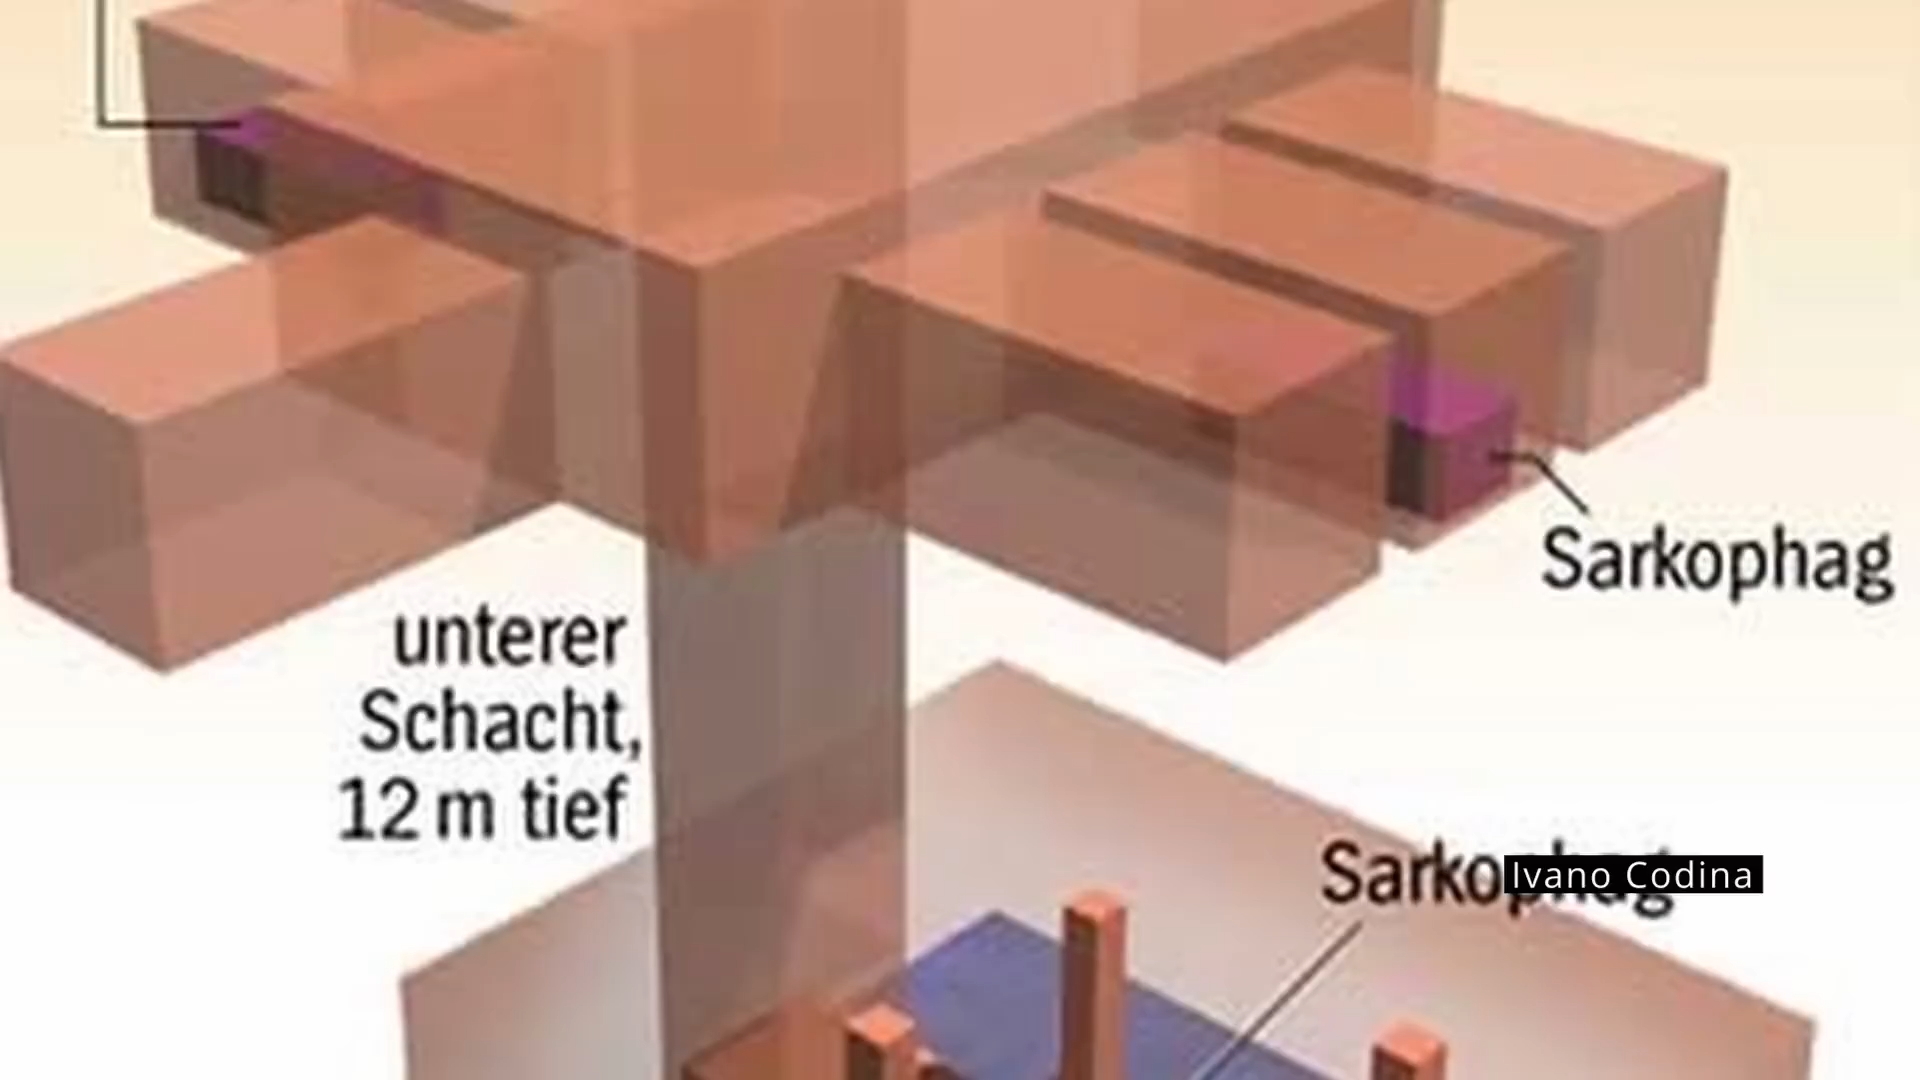 Sarkophag
unterer
Schacht,
12 m tief
Sarkophag
Ivano Codina